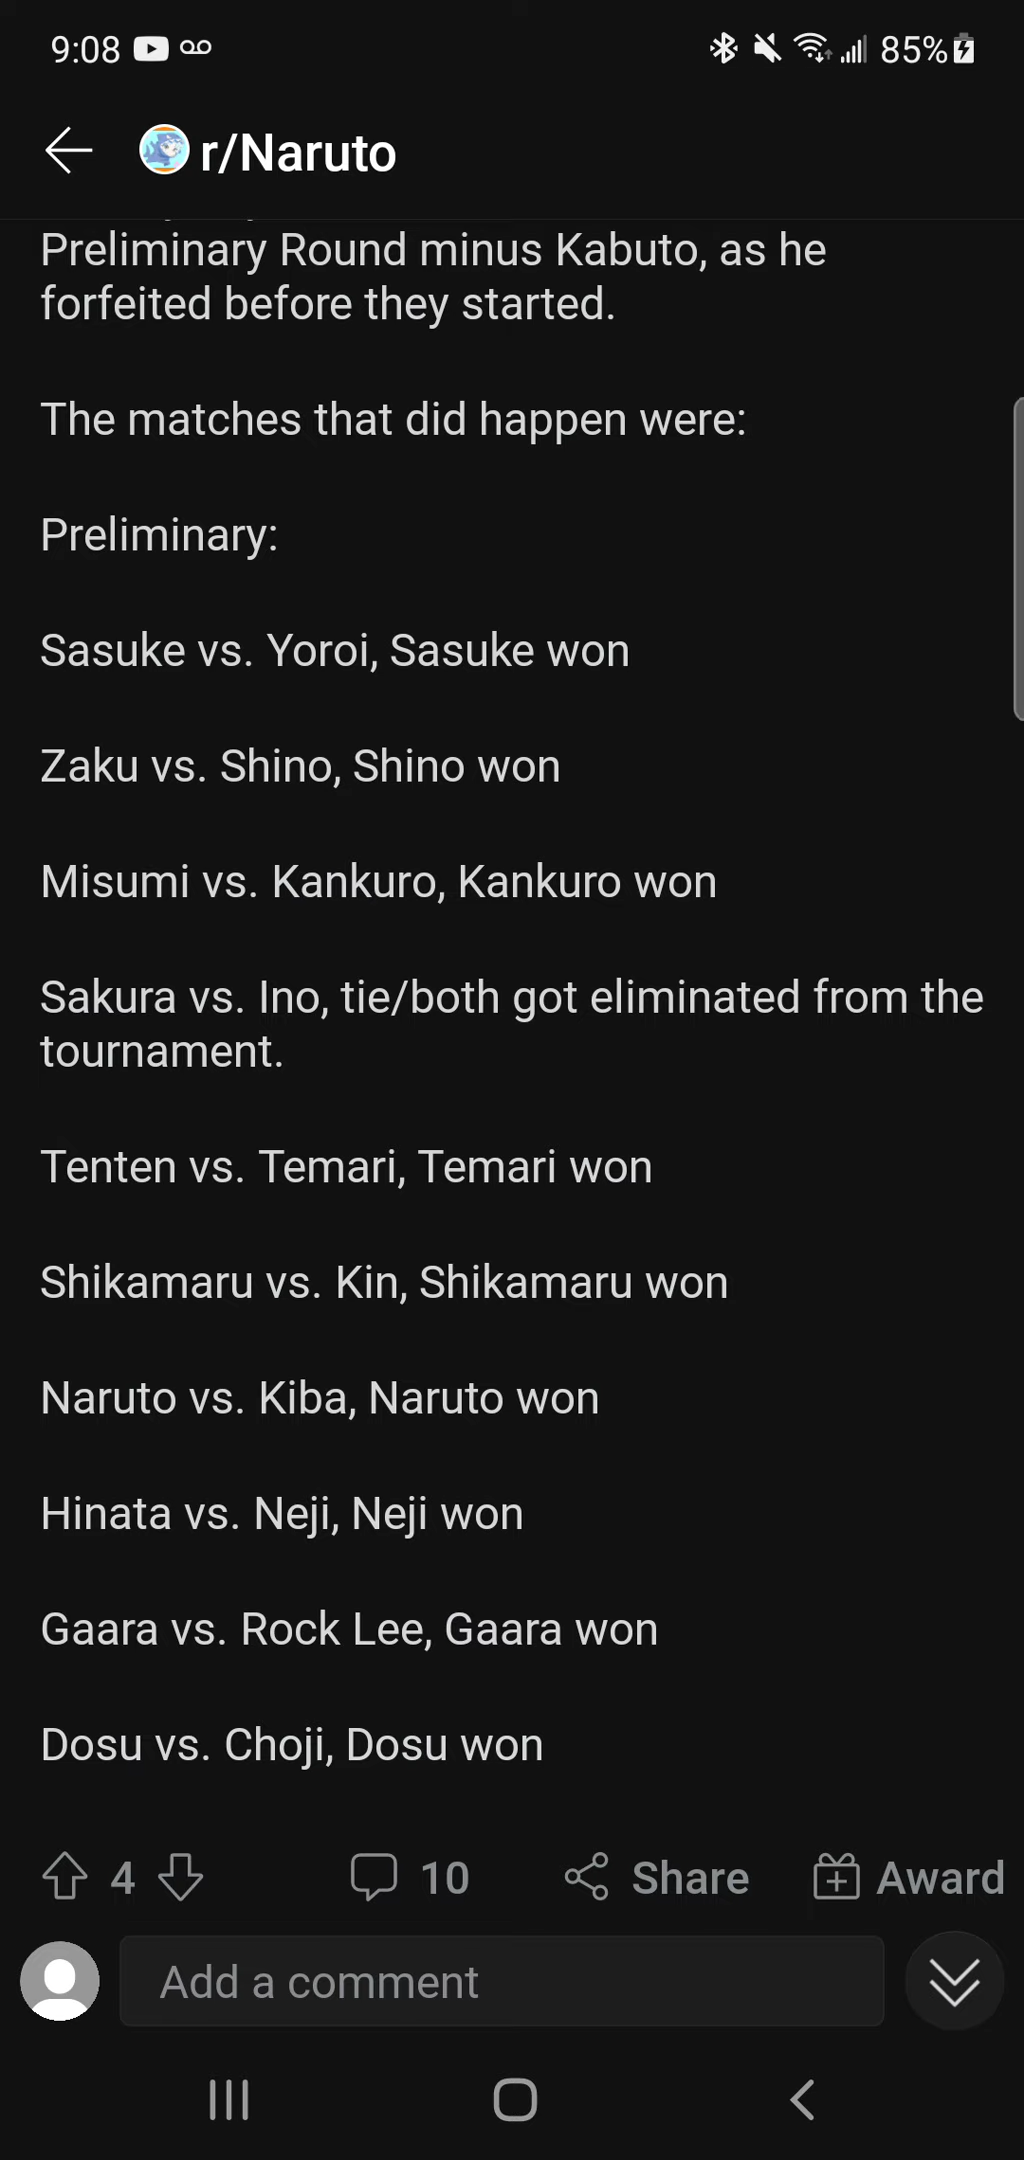 9:08
85%
r/Naruto
Preliminary Round minus Kabuto, as he
forfeited before they started.
The matches that did happen were:
Preliminary:
Sasuke vs. Yoroi, Sasuke won
Zaku vs. Shino, Shino won
Misumi vs. Kankuro, Kankuro won
Sakura vs. Ino, tie/both got eliminated from the
tournament.
Tenten vs. Temari, Temari won
Shikamaru vs. Kin, Shikamaru won
Naruto vs. Kiba, Naruto won
Hinata vs. Neji, Neji won
Gaara vs. Rock Lee, Gaara won
Dosu vs. Choji, Dosu won
4 10 Share Award
Add a comment